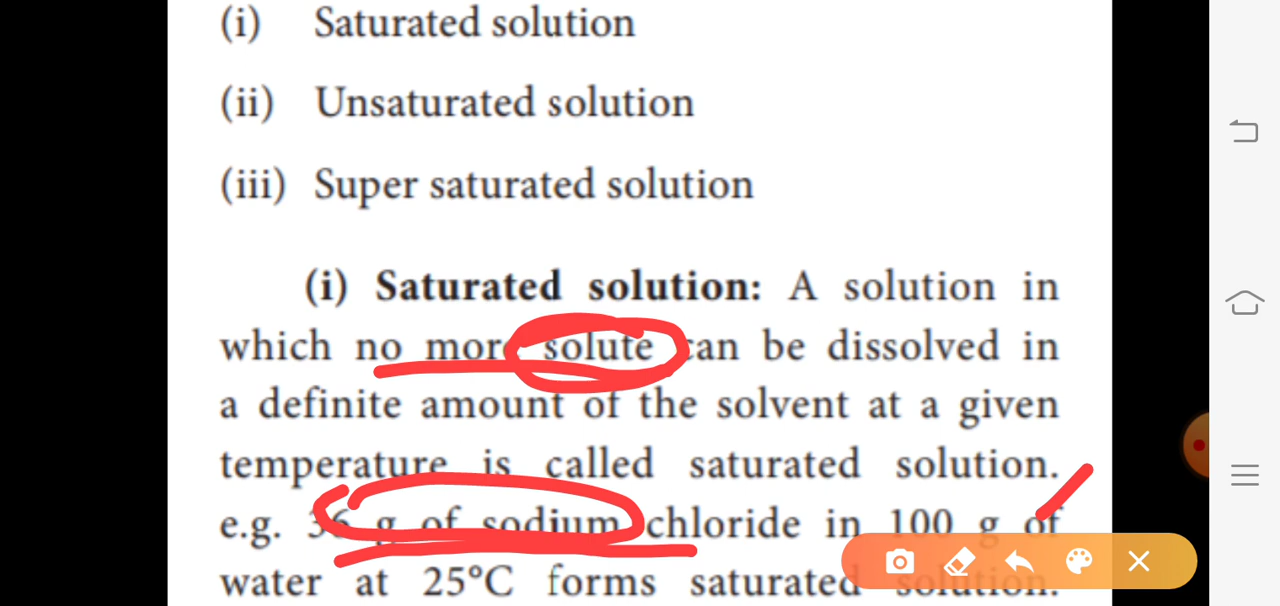 (i) Saturated solution
(ii) Unsaturated solution
(iii) Super saturated solution
(i) Saturated solution: A solution in
which no more solute can be dissolved in
a definite amount of the solvent at a given
temperature is called saturated solution.
e.g. 36 g of sodium chloride in 100 g of
water at 25°C forms saturated solution.